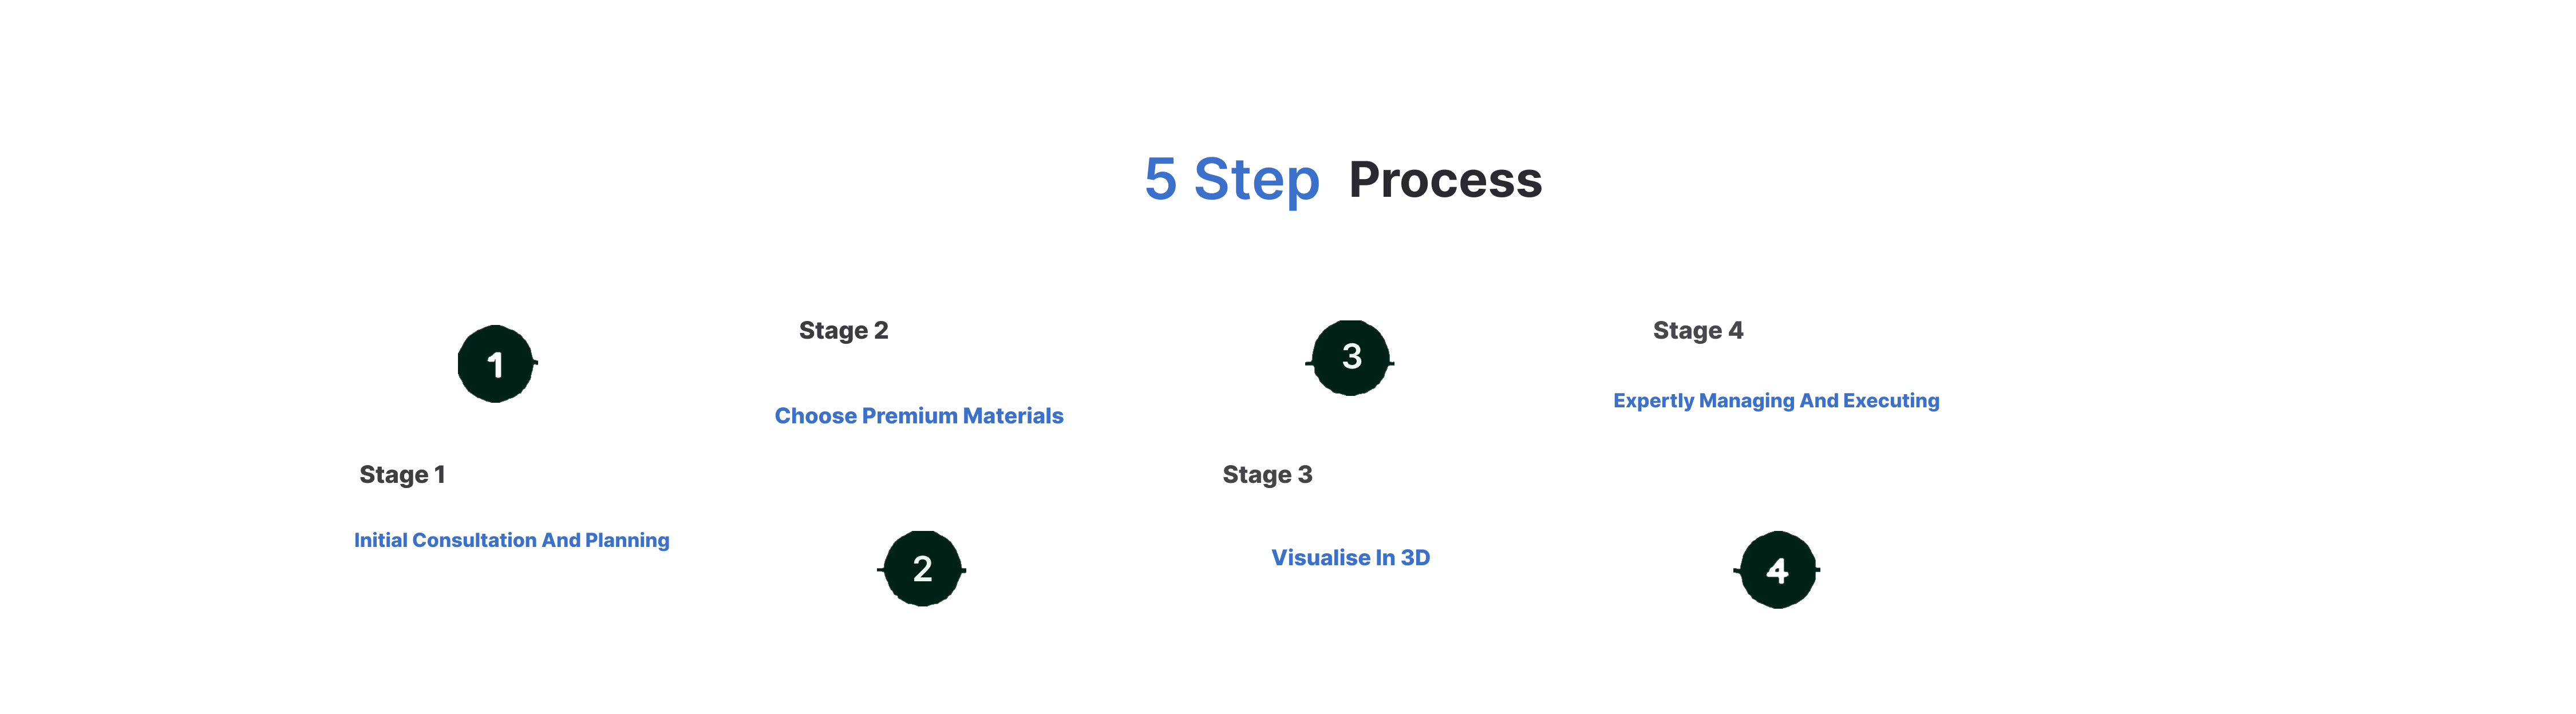 5 Step Process
1
Stage 1
Initial Consultation And Planning
Stage 2
Choose Premium Materials
2
3
Stage 3
Visualise In 3D
Stage 4
Expertly Managing And Executing
4